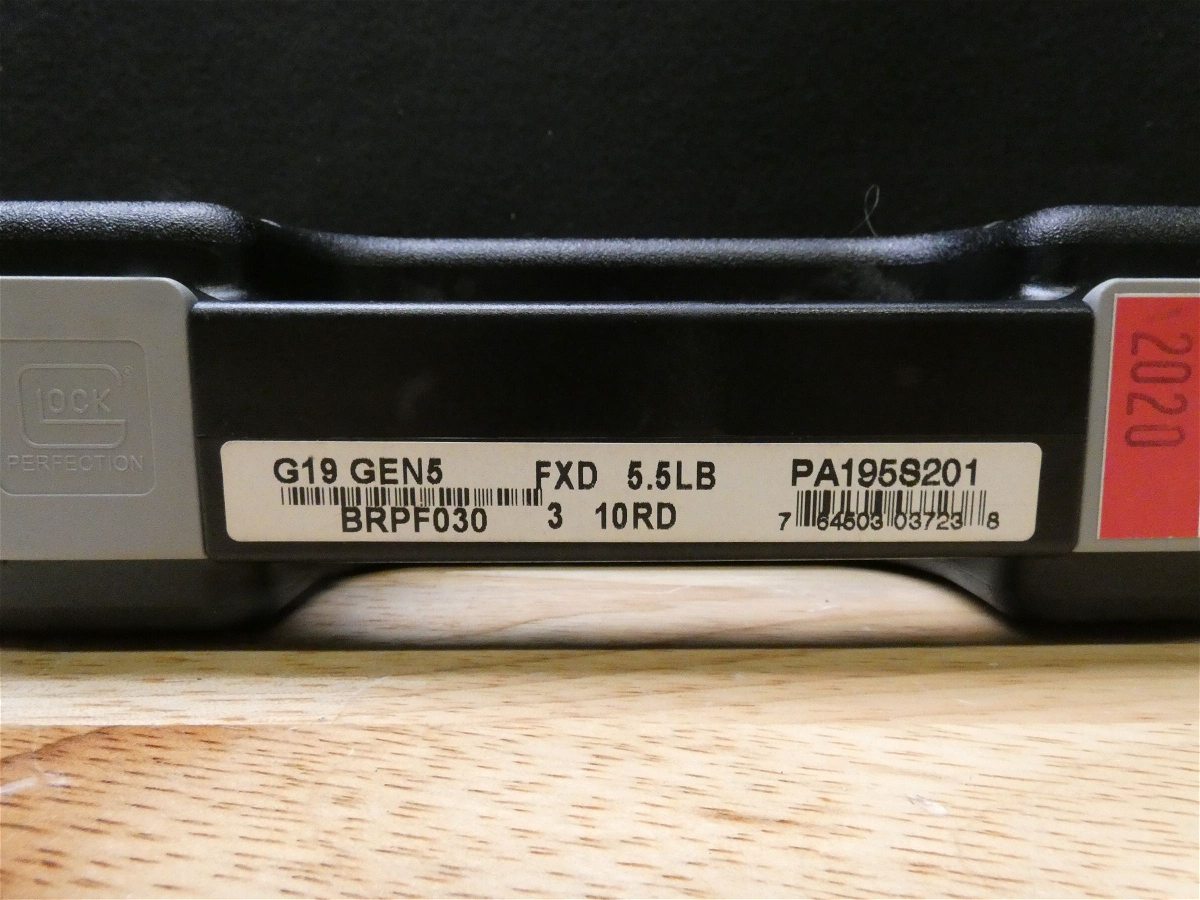 GLOCK
PERFECTION
G19 GEN5 FXD 5.5LB PA195S201
BRPF030 3 10RD
7 64503 03723 8
2020